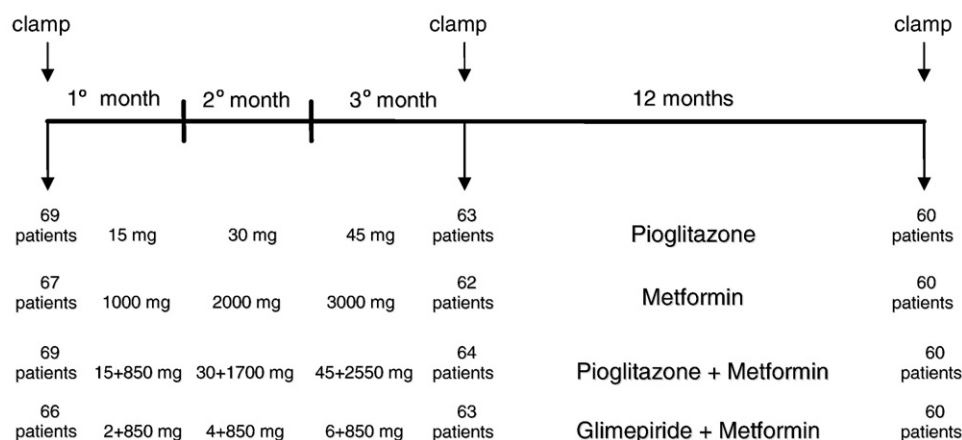 clamp clamp clamp
1° month 2° month 3° month 12 months
69 63 60
patients 15 mg 30 mg 45 mg patients Pioglitazone patients
67 62 60
patients 1000 mg 2000 mg 3000 mg patients Metformin patients
69 64 60
patients 15+850 mg 30+1700 mg 45+2550 mg patients Pioglitazone + Metformin patients
66 63 60
patients 2+850 mg 4+850 mg 6+850 mg patients Glimepiride + Metformin patients